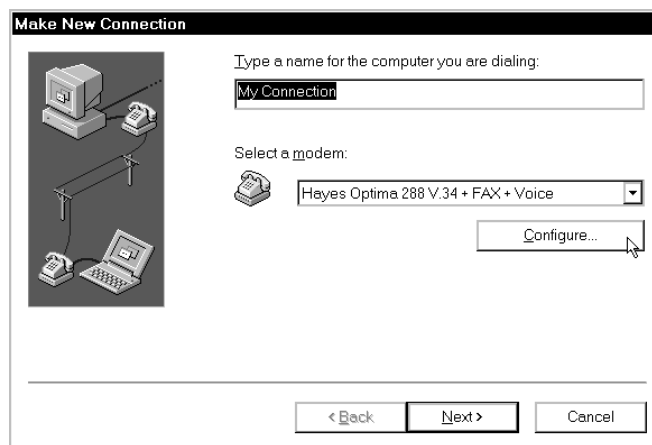 Make New Connection
Type a name for the computer you are dialing:
My Connection
Select a modem:
Hayes Optima 288 V.34 + FAX + Voice
Configure...
< Back
Next >
Cancel